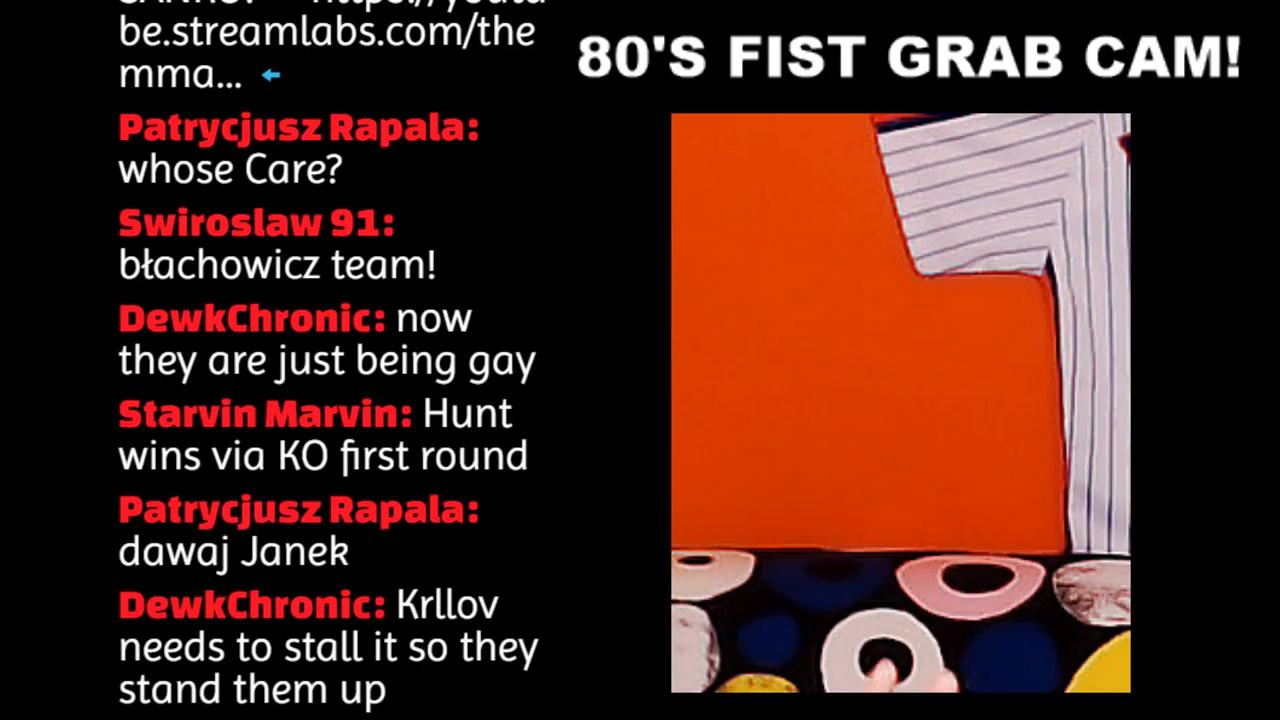 be.streamlabs.com/the
mma...
Patrycjusz Rapala:
whose Care?
Swiroslaw 91:
błachowicz team!
DewkChronic: now
they are just being gay
Starvin Marvin: Hunt
wins via KO first round
Patrycjusz Rapala:
dawaj Janek
DewkChronic: Krllov
needs to stall it so they
stand them up
80'S FIST GRAB CAM!